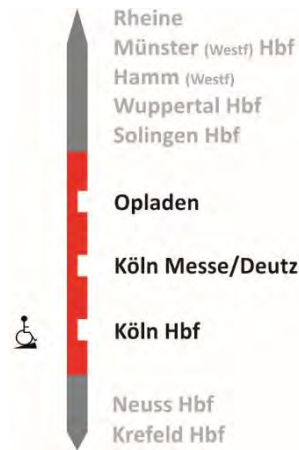 Rheine
Münster (Westf) Hbf
Hamm (Westf)
Wuppertal Hbf
Solingen Hbf
Opladen
Köln Messe/Deutz
Köln Hbf
Neuss Hbf
Krefeld Hbf